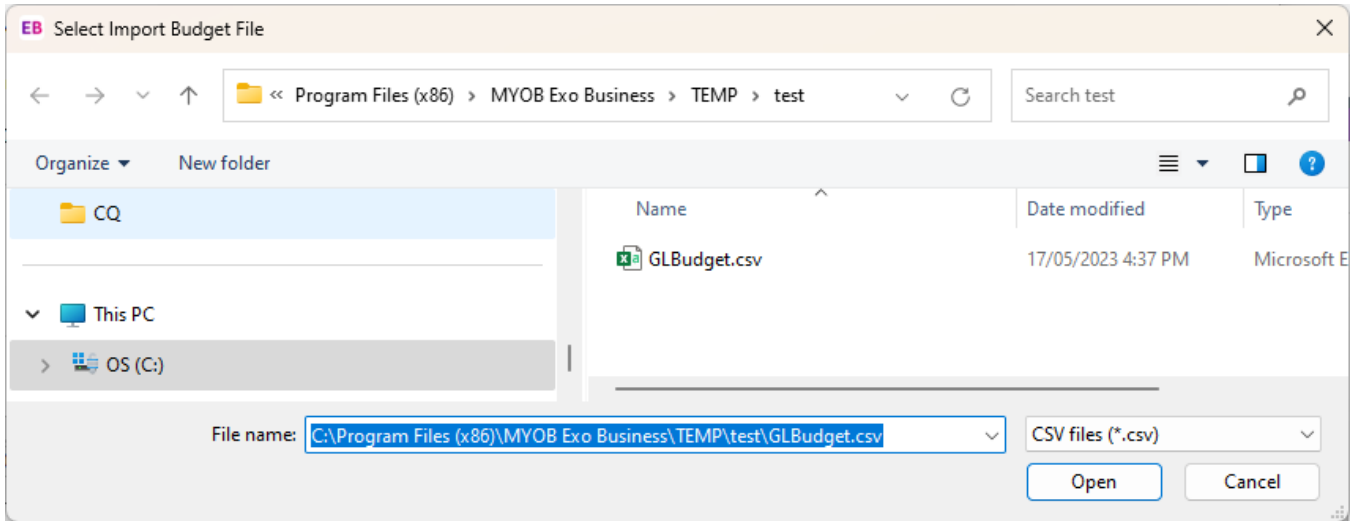 EB Select Import Budget File
« Program Files (x86) > MYOB Exo Business > TEMP > test
Search test
Organize
New folder
?
CQ
This PC
OS (C:)
Name
Date modified
Type
GLBudget.csv
17/05/2023 4:37 PM
Microsoft E
File name:
C:\Program Files (x86)\MYOB Exo Business\TEMP\test\GLBudget.csv
CSV files (*.csv)
Open
Cancel